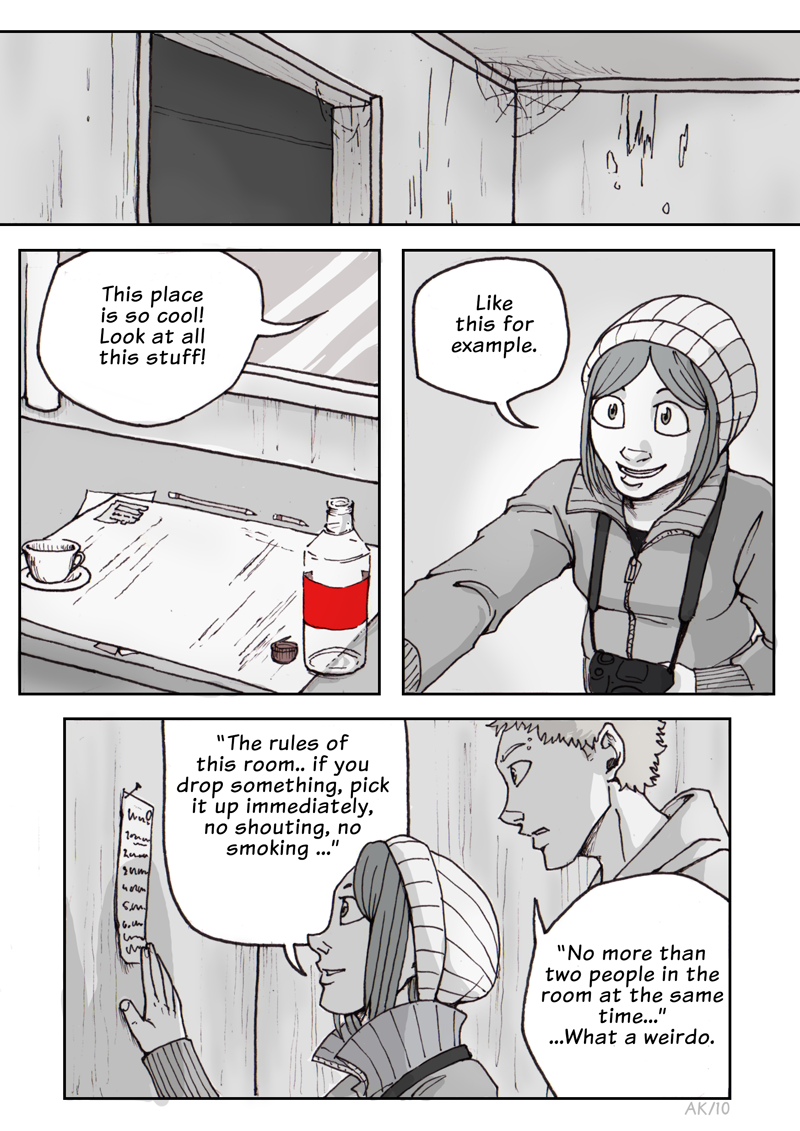 This place
is so cool!
Look at all
this stuff!
Like
this for
example.
"The rules of
this room.. if you
drop something, pick
it up immediately,
no shouting, no
smoking ..."
"No more than
two people in the
room at the same
time..."
...What a weirdo.
AK/10